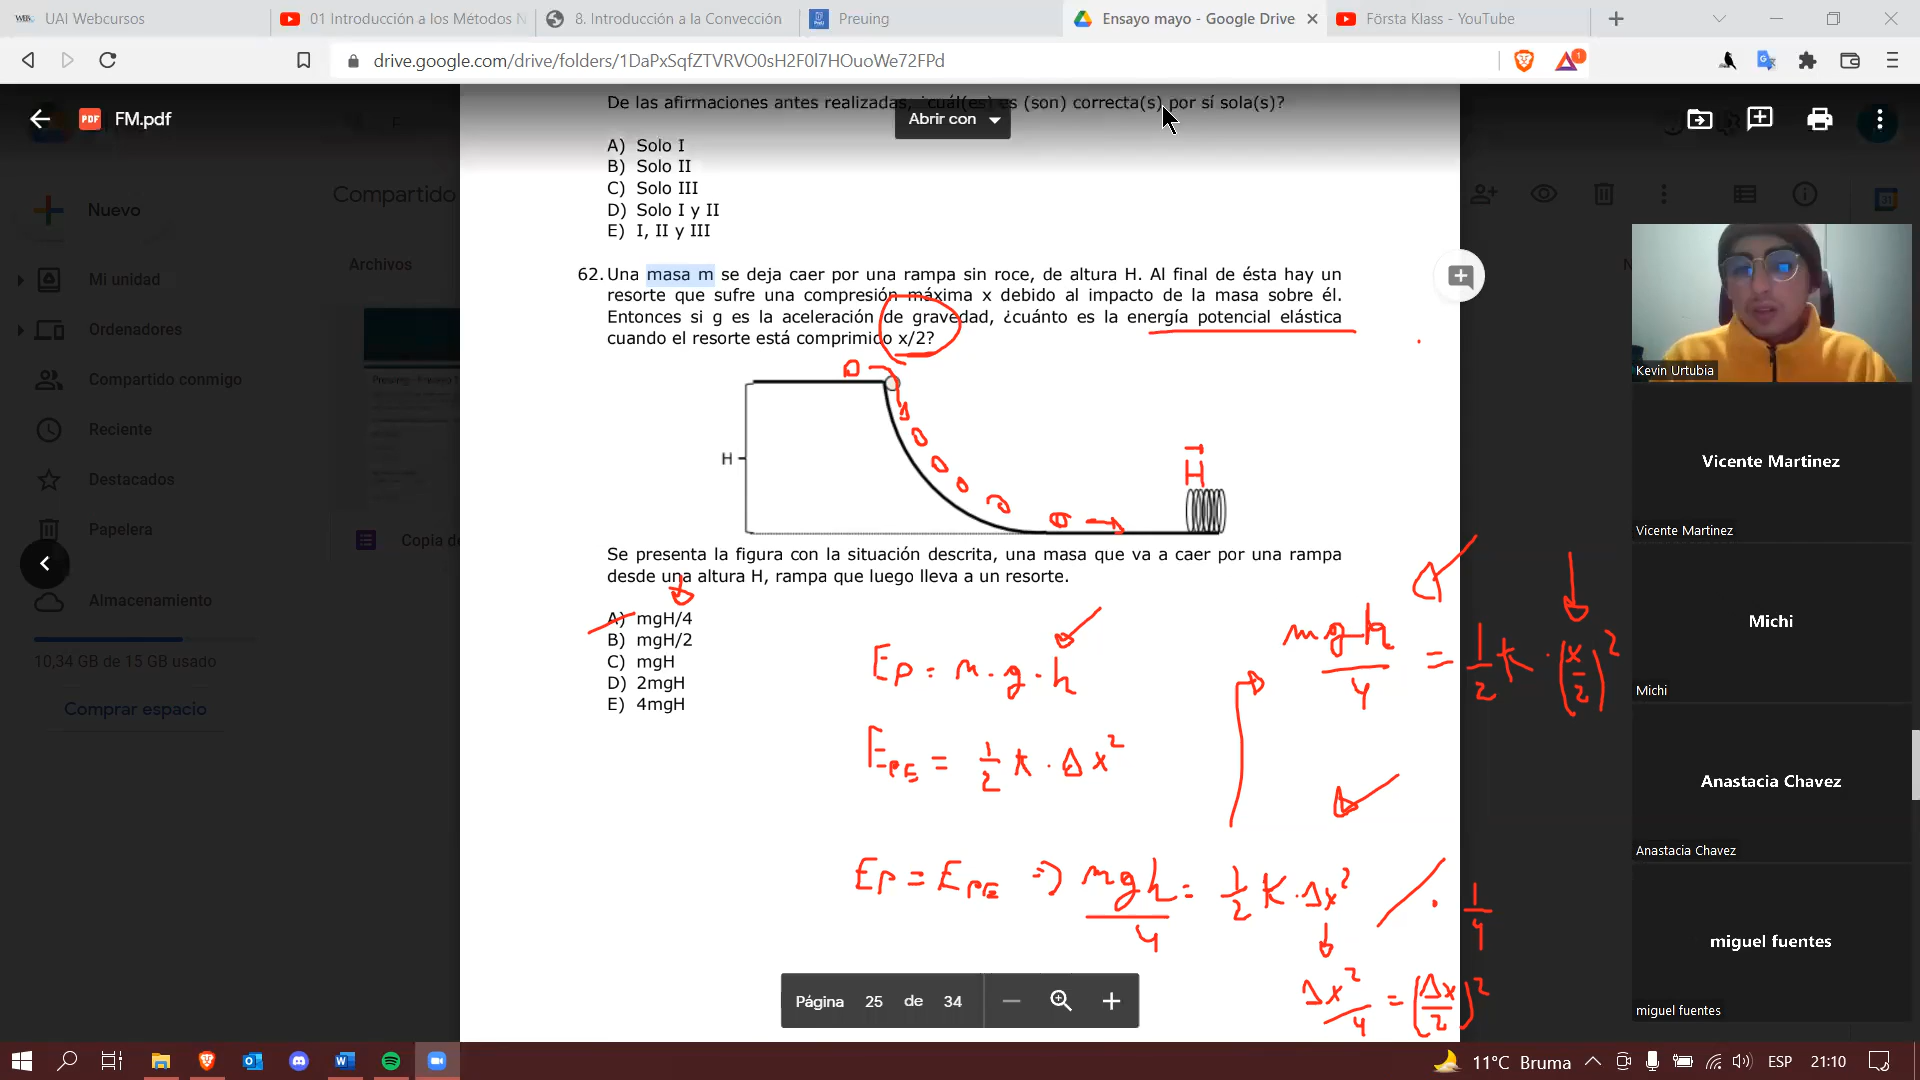 UAI Webcursos
01 Introducción a los Métodos N
8. Introducción a la Convección
Preuing
Ensayo mayo - Google Drive
Första Klass - YouTube
drive.google.com/drive/folders/1DaPxSqfZTVRVO0sH2F0l7HOuoWe72FPd
1
De las afirmaciones antes realizadas, ¿cuál(es) es (son) correcta(s) por sí sola(s)?
PDF FM.pdf
Abrir con
A) Solo I
B) Solo II
C) Solo III
D) Solo I y II
E) I, II y III
Compartido
Nuevo
Archivos
Mi unidad
Ordenadores
Compartido conmigo
Reciente
Destacados
Papelera
Copia de
Almacenamiento
10,34 GB de 15 GB usado
Comprar espacio
62. Una masa m se deja caer por una rampa sin roce, de altura H. Al final de ésta hay un
resorte que sufre una compresión máxima x debido al impacto de la masa sobre él.
Entonces si g es la aceleración de gravedad, ¿cuánto es la energía potencial elástica
cuando el resorte está comprimido x/2?
H
H
Se presenta la figura con la situación descrita, una masa que va a caer por una rampa
desde una altura H, rampa que luego lleva a un resorte.
A) mgH/4
B) mgH/2
C) mgH
D) 2mgH
E) 4mgH
Ep = m · g · h
mgh/4 = 1/2 k · (x/2)²
EPE = 1/2 k · Δx²
Ep = EPE => mgh/4 = 1/2 k · Δx² / · 1/4
Δx²/4 = (Δx/2)²
Página 25 de 34
Kevin Urtubia
Vicente Martinez
Vicente Martinez
Michi
Michi
Anastacia Chavez
Anastacia Chavez
miguel fuentes
miguel fuentes
11°C Bruma
ESP
21:10